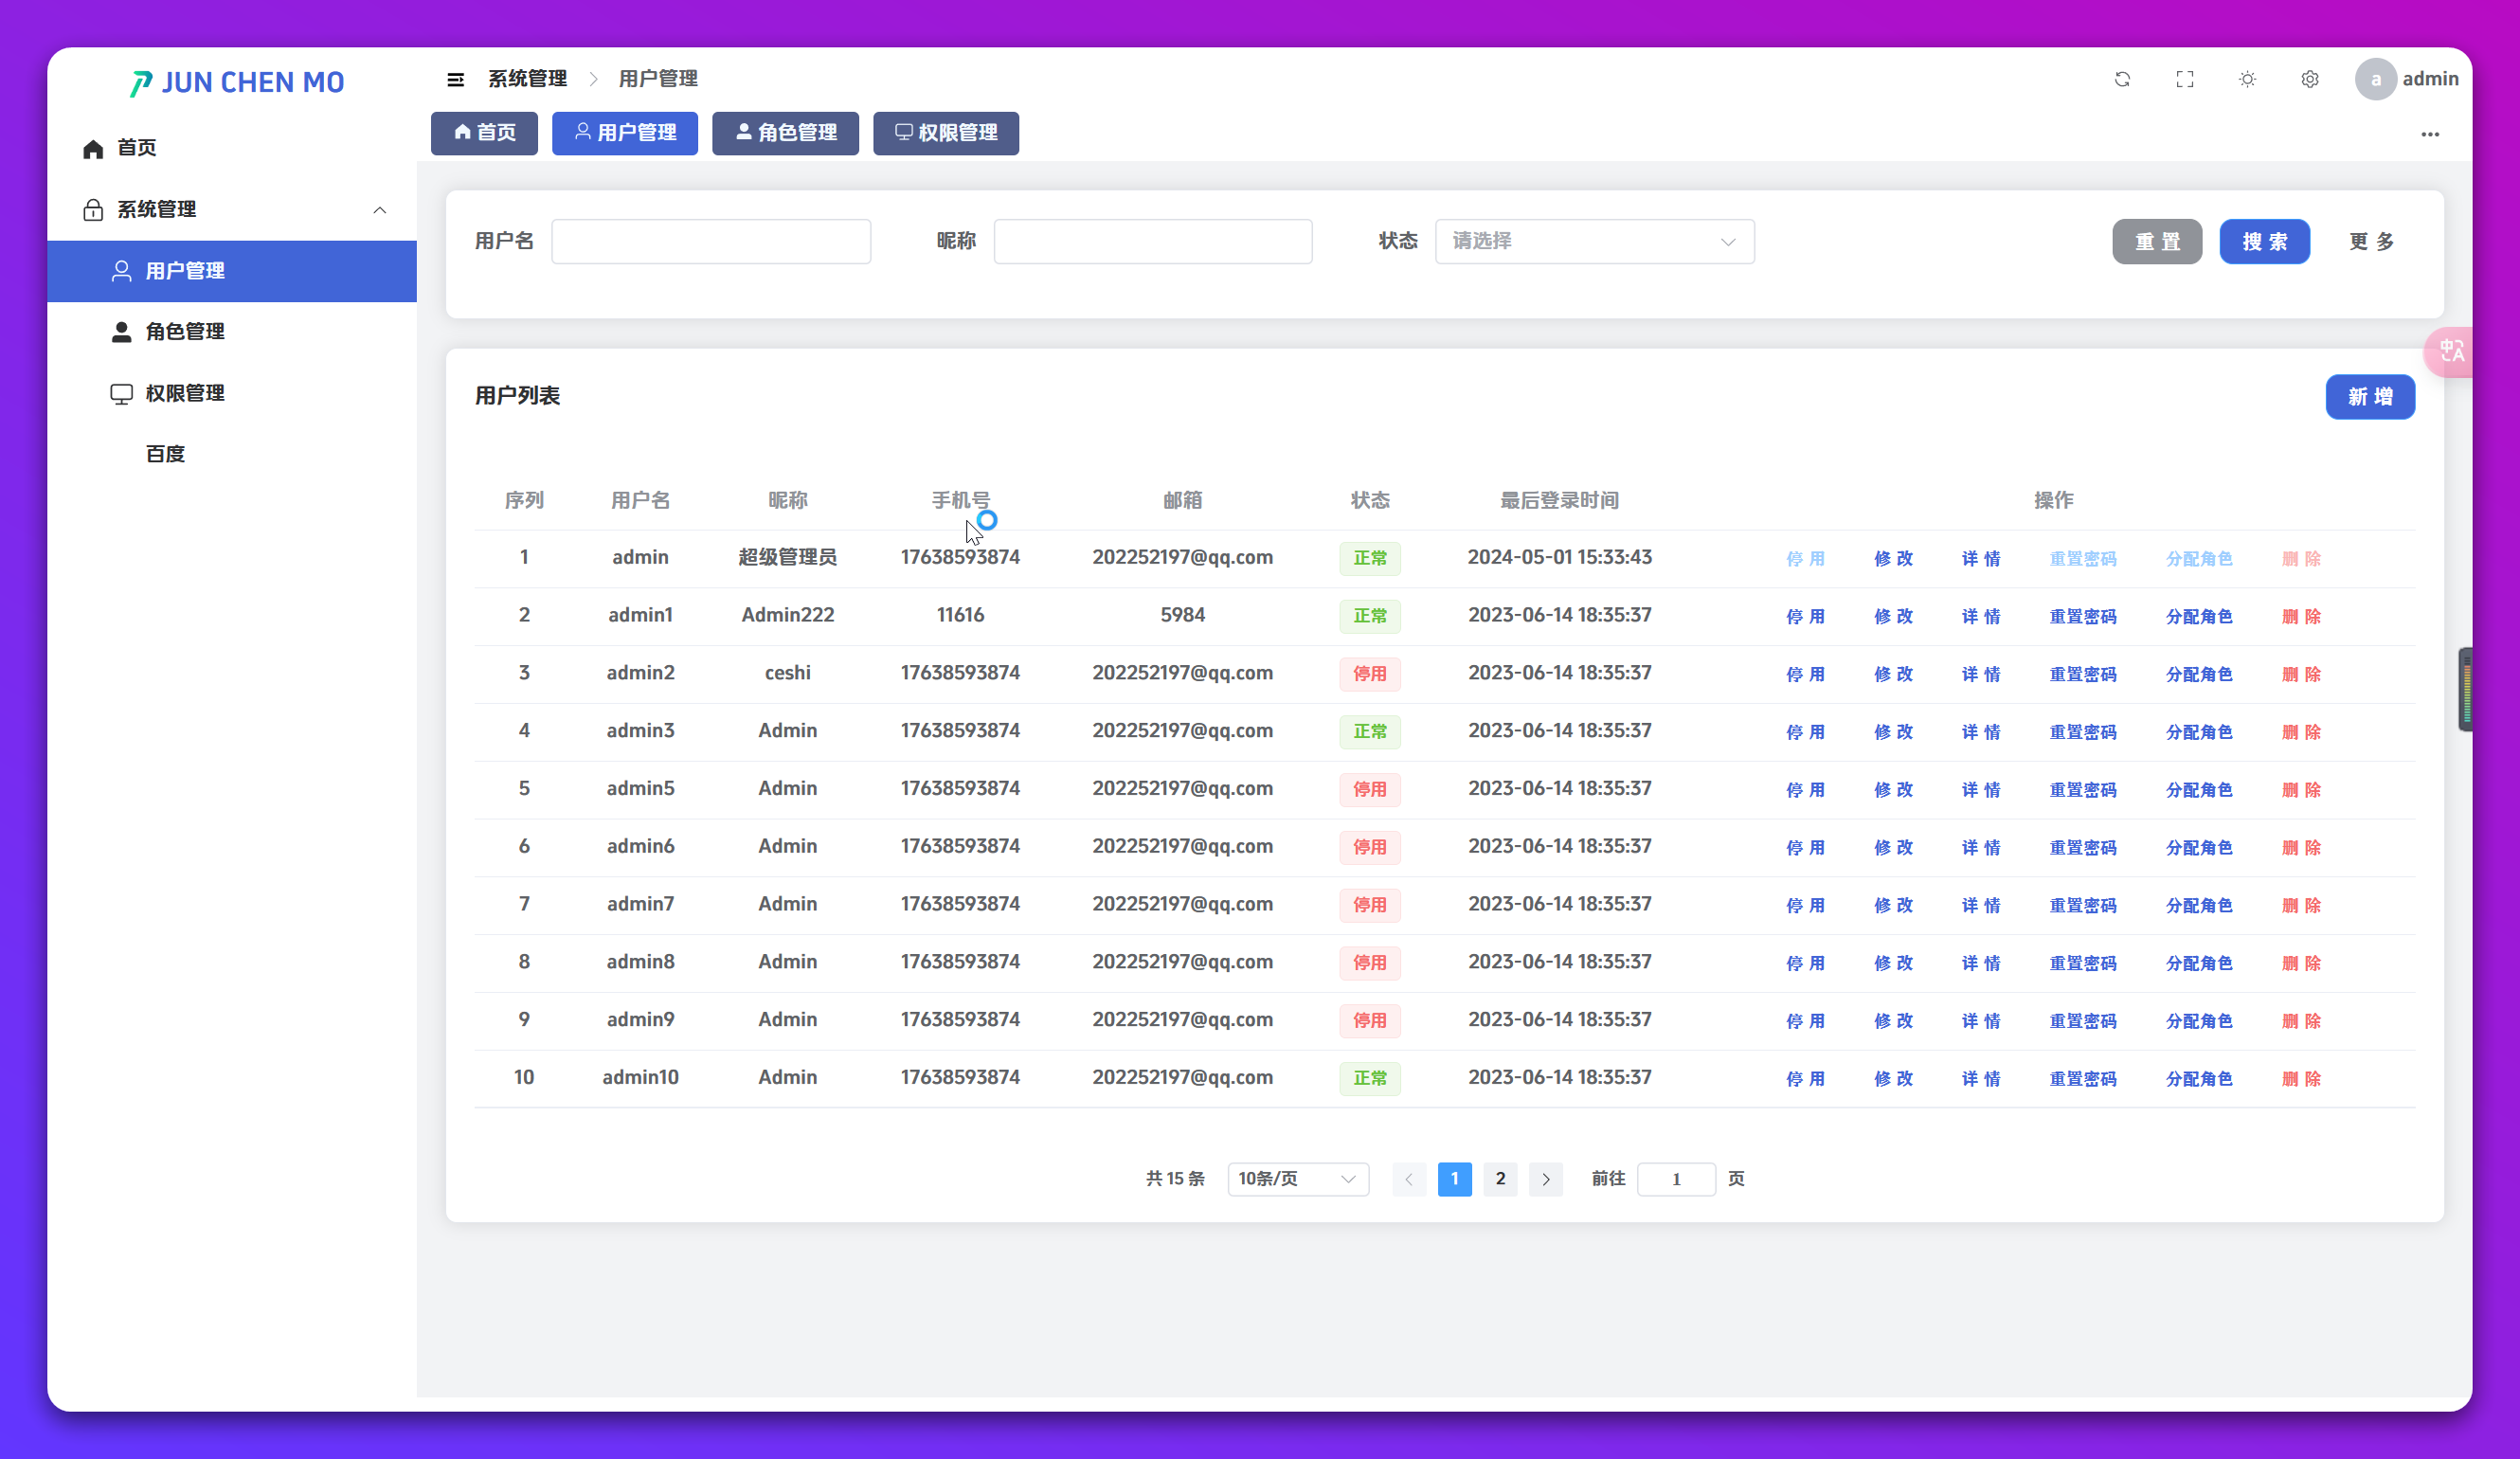 JUN CHEN MO
首页
系统管理
用户管理
角色管理
权限管理
百度
系统管理 用户管理
a admin
首页 用户管理 角色管理 权限管理
用户名 昵称 状态 请选择 重置 搜索 更多
用户列表 新增
序列 用户名 昵称 手机号 邮箱 状态 最后登录时间 操作
1 admin 超级管理员 17638593874 202252197@qq.com 正常 2024-05-01 15:33:43 停用 修改 详情 重置密码 分配角色 删除
2 admin1 Admin222 11616 5984 正常 2023-06-14 18:35:37 停用 修改 详情 重置密码 分配角色 删除
3 admin2 ceshi 17638593874 202252197@qq.com 停用 2023-06-14 18:35:37 停用 修改 详情 重置密码 分配角色 删除
4 admin3 Admin 17638593874 202252197@qq.com 正常 2023-06-14 18:35:37 停用 修改 详情 重置密码 分配角色 删除
5 admin5 Admin 17638593874 202252197@qq.com 停用 2023-06-14 18:35:37 停用 修改 详情 重置密码 分配角色 删除
6 admin6 Admin 17638593874 202252197@qq.com 停用 2023-06-14 18:35:37 停用 修改 详情 重置密码 分配角色 删除
7 admin7 Admin 17638593874 202252197@qq.com 停用 2023-06-14 18:35:37 停用 修改 详情 重置密码 分配角色 删除
8 admin8 Admin 17638593874 202252197@qq.com 停用 2023-06-14 18:35:37 停用 修改 详情 重置密码 分配角色 删除
9 admin9 Admin 17638593874 202252197@qq.com 停用 2023-06-14 18:35:37 停用 修改 详情 重置密码 分配角色 删除
10 admin10 Admin 17638593874 202252197@qq.com 正常 2023-06-14 18:35:37 停用 修改 详情 重置密码 分配角色 删除
共 15 条 10条/页 1 2 前往 1 页